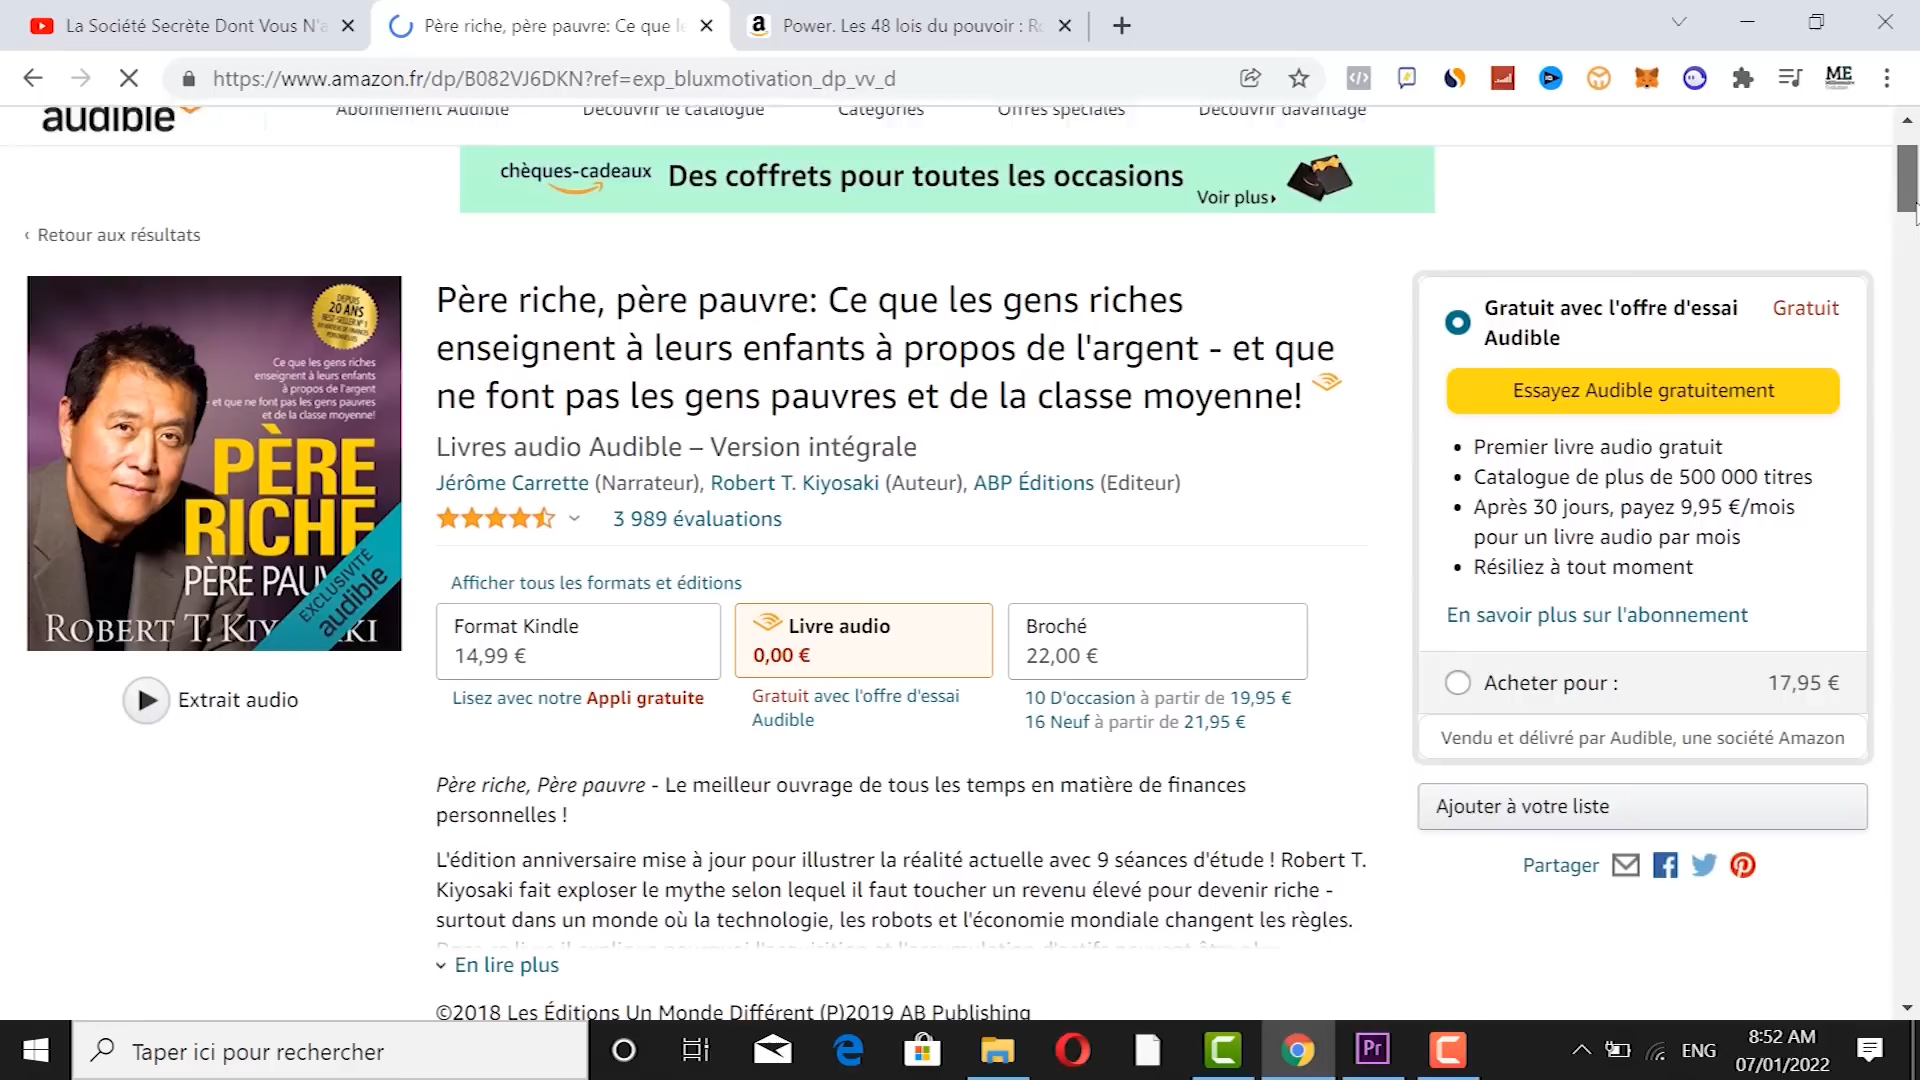 La Société Secrète Dont Vous N'a
Père riche, père pauvre: Ce que le
Power. Les 48 lois du pouvoir : Ro
https://www.amazon.fr/dp/B082VJ6DKN?ref=exp_bluxmotivation_dp_vv_d
ME
audible
Abonnement Audible
Découvrir le catalogue
Catégories
Offres spéciales
Découvrir davantage
chèques-cadeaux
Des coffrets pour toutes les occasions
Voir plus
Retour aux résultats
DEPUIS
20 ANS
Ce que les gens riches
enseignent à leurs enfants
à propos de l'argent
- et que ne font pas les gens pauvres
et de la classe moyenne!
PÈRE
RICHE
PÈRE PAUV
EXCLUSIVITÉ
audible
ROBERT T. KIY KI
Extrait audio
Père riche, père pauvre: Ce que les gens riches
enseignent à leurs enfants à propos de l'argent - et que
ne font pas les gens pauvres et de la classe moyenne!
Livres audio Audible – Version intégrale
Jérôme Carrette (Narrateur), Robert T. Kiyosaki (Auteur), ABP Éditions (Editeur)
3 989 évaluations
Afficher tous les formats et éditions
Format Kindle
14,99 €
Lisez avec notre Appli gratuite
Livre audio
0,00 €
Gratuit avec l'offre d'essai
Audible
Broché
22,00 €
10 D'occasion à partir de 19,95 €
16 Neuf à partir de 21,95 €
Père riche, Père pauvre - Le meilleur ouvrage de tous les temps en matière de finances
personnelles !
L'édition anniversaire mise à jour pour illustrer la réalité actuelle avec 9 séances d'étude ! Robert T.
Kiyosaki fait exploser le mythe selon lequel il faut toucher un revenu élevé pour devenir riche -
surtout dans un monde où la technologie, les robots et l'économie mondiale changent les règles.
En lire plus
©2018 Les Éditions Un Monde Différent (P)2019 AB Publishing
Gratuit avec l'offre d'essai
Audible
Gratuit
Essayez Audible gratuitement
• Premier livre audio gratuit
• Catalogue de plus de 500 000 titres
• Après 30 jours, payez 9,95 €/mois
pour un livre audio par mois
• Résiliez à tout moment
En savoir plus sur l'abonnement
Acheter pour :
17,95 €
Vendu et délivré par Audible, une société Amazon
Ajouter à votre liste
Partager
Taper ici pour rechercher
Pr
ENG
8:52 AM
07/01/2022